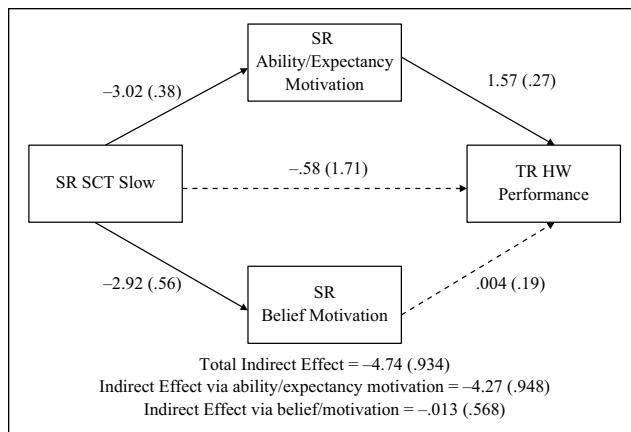 SR
Ability/Expectancy
Motivation
–3.02 (.38)
1.57 (.27)
SR SCT Slow
–.58 (1.71)
TR HW
Performance
–2.92 (.56)
.004 (.19)
SR
Belief Motivation
Total Indirect Effect = –4.74 (.934)
Indirect Effect via ability/expectancy motivation = –4.27 (.948)
Indirect Effect via belief/motivation = –.013 (.568)